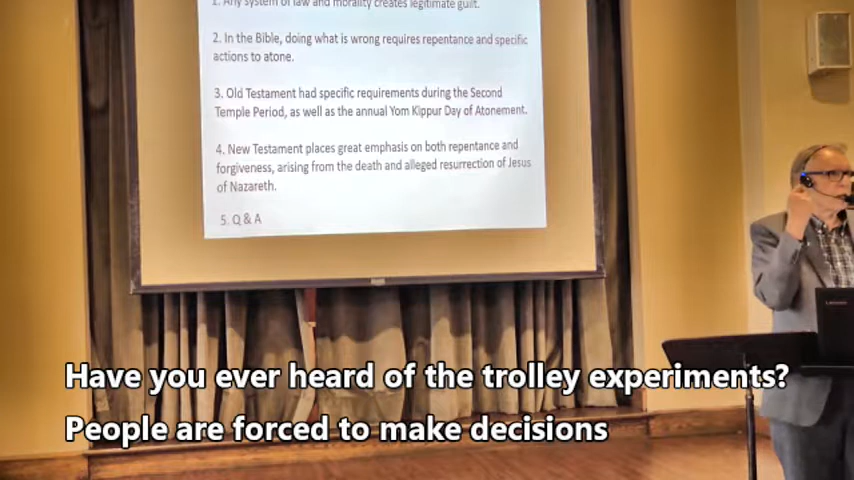 1. Any system of law and morality creates legitimate guilt.
2. In the Bible, doing what is wrong requires repentance and specific
actions to atone.
3. Old Testament had specific requirements during the Second
Temple Period, as well as the annual Yom Kippur Day of Atonement.
4. New Testament places great emphasis on both repentance and
forgiveness, arising from the death and alleged resurrection of Jesus
of Nazareth.
5. Q & A
Have you ever heard of the trolley experiments?
People are forced to make decisions